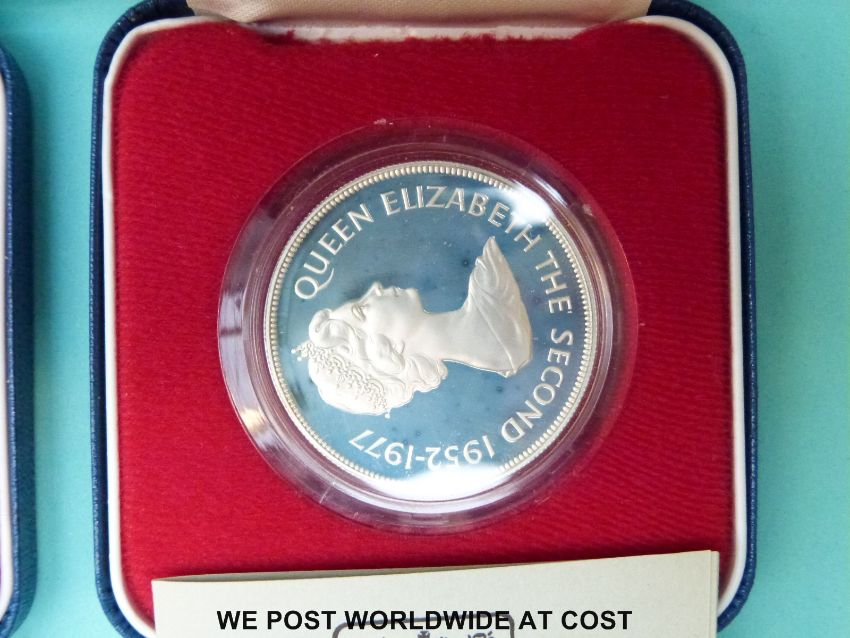 QUEEN ELIZABETH THE SECOND 1952-1977
WE POST WORLDWIDE AT COST